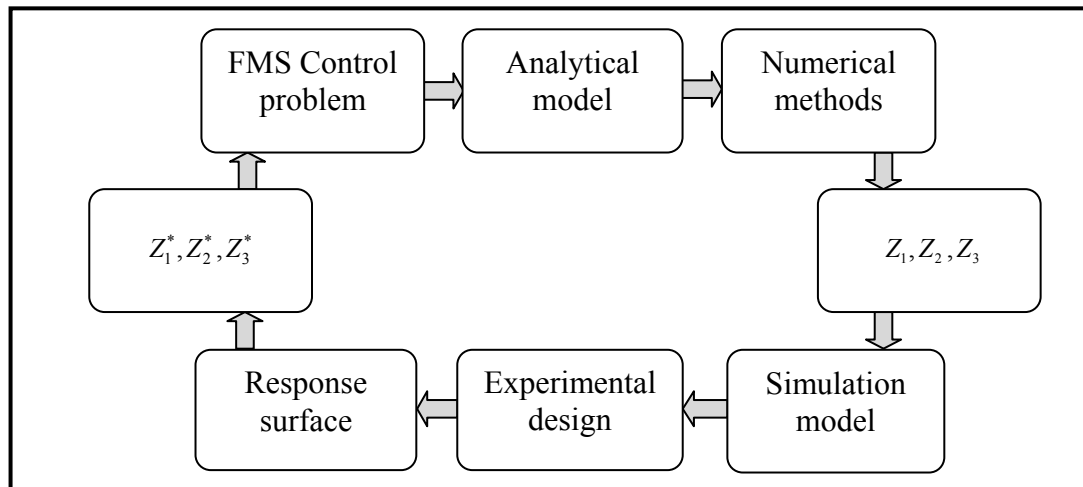 FMS Control
problem
Analytical
model
Numerical
methods
Z₁*, Z₂*, Z₃*
Z₁, Z₂, Z₃
Response
surface
Experimental
design
Simulation
model